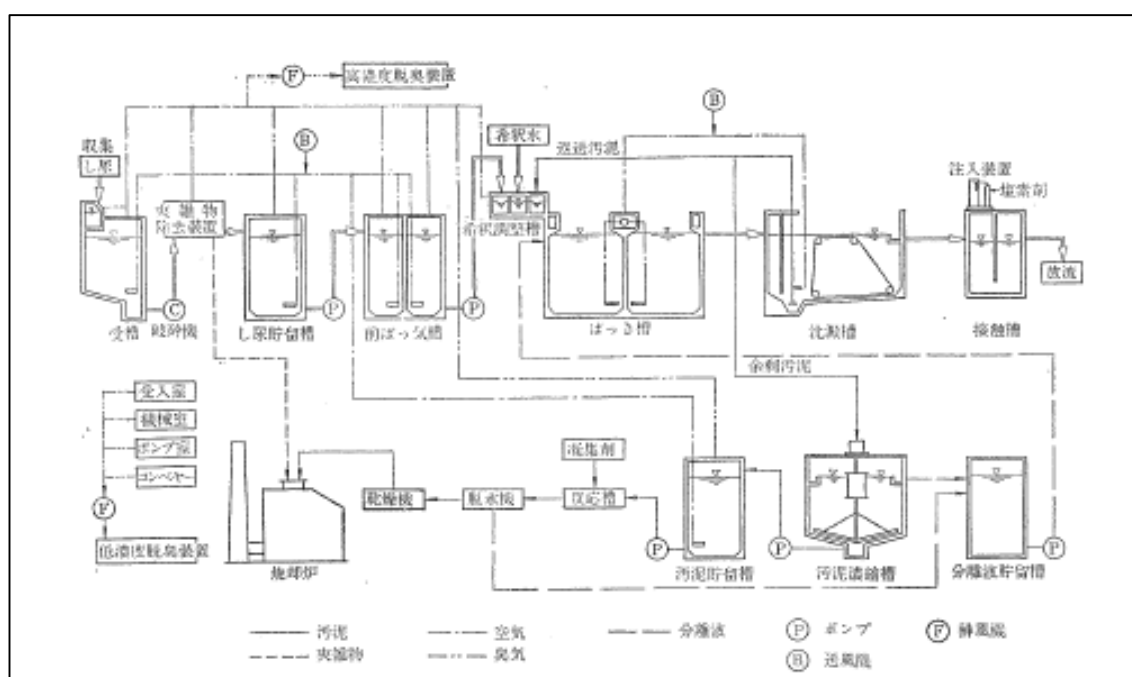 高濃度脱臭装置
F
B
B
収集
し尿
希釈水
返送汚泥
注入装置
塩素剤
夾雑物
除去装置
希釈調整槽
放流
P
P
C
受槽
破砕機
し尿貯留槽
前ばっ気槽
ばっき槽
沈澱槽
接触槽
余剰汚泥
受入室
機械室
ポンプ室
コンベヤー
F
低濃度脱臭装置
焼却炉
乾燥機
脱水機
凝集剤
反応槽
P
P
P
汚泥貯留槽
汚泥濃縮槽
分離液貯留槽
汚泥
空気
分離液
P ポンプ
F 排風機
夾雑物
臭気
B 送風機